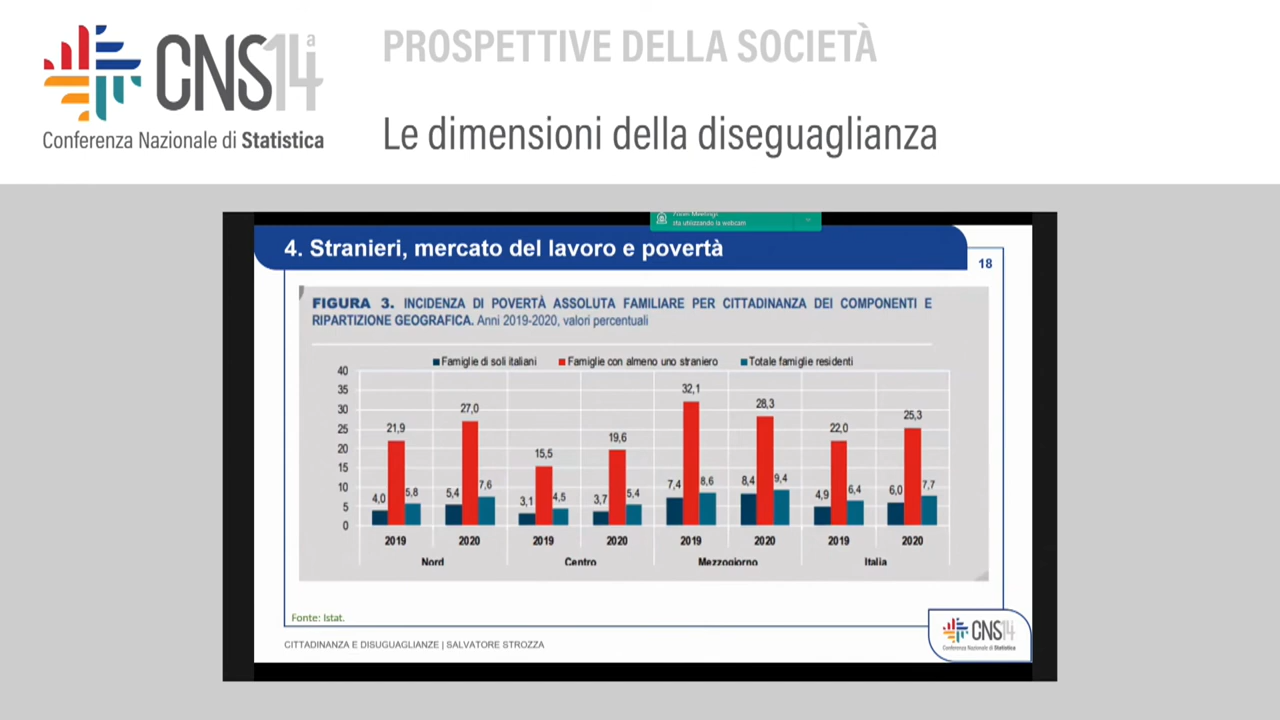 CNS14a
Conferenza Nazionale di Statistica
PROSPETTIVE DELLA SOCIETÀ
Le dimensioni della diseguaglianza
sta utilizzando la webcam
4. Stranieri, mercato del lavoro e povertà
18
FIGURA 3. INCIDENZA DI POVERTÀ ASSOLUTA FAMILIARE PER CITTADINANZA DEI COMPONENTI E
RIPARTIZIONE GEOGRAFICA. Anni 2019-2020, valori percentuali
Famiglie di soli italiani Famiglie con almeno uno straniero Totale famiglie residenti
40
35
30
25
20
15
10
5
0
4,0 21,9 5,8 5,4 27,0 7,6 3,1 15,5 4,5 3,7 19,6 5,4 7,4 32,1 8,6 8,4 28,3 9,4 4,9 22,0 6,4 6,0 25,3 7,7
2019 2020 2019 2020 2019 2020 2019 2020
Nord Centro Mezzogiorno Italia
Fonte: Istat.
CITTADINANZA E DISUGUAGLIANZE | SALVATORE STROZZA
CNS14
Conferenza Nazionale di Statistica